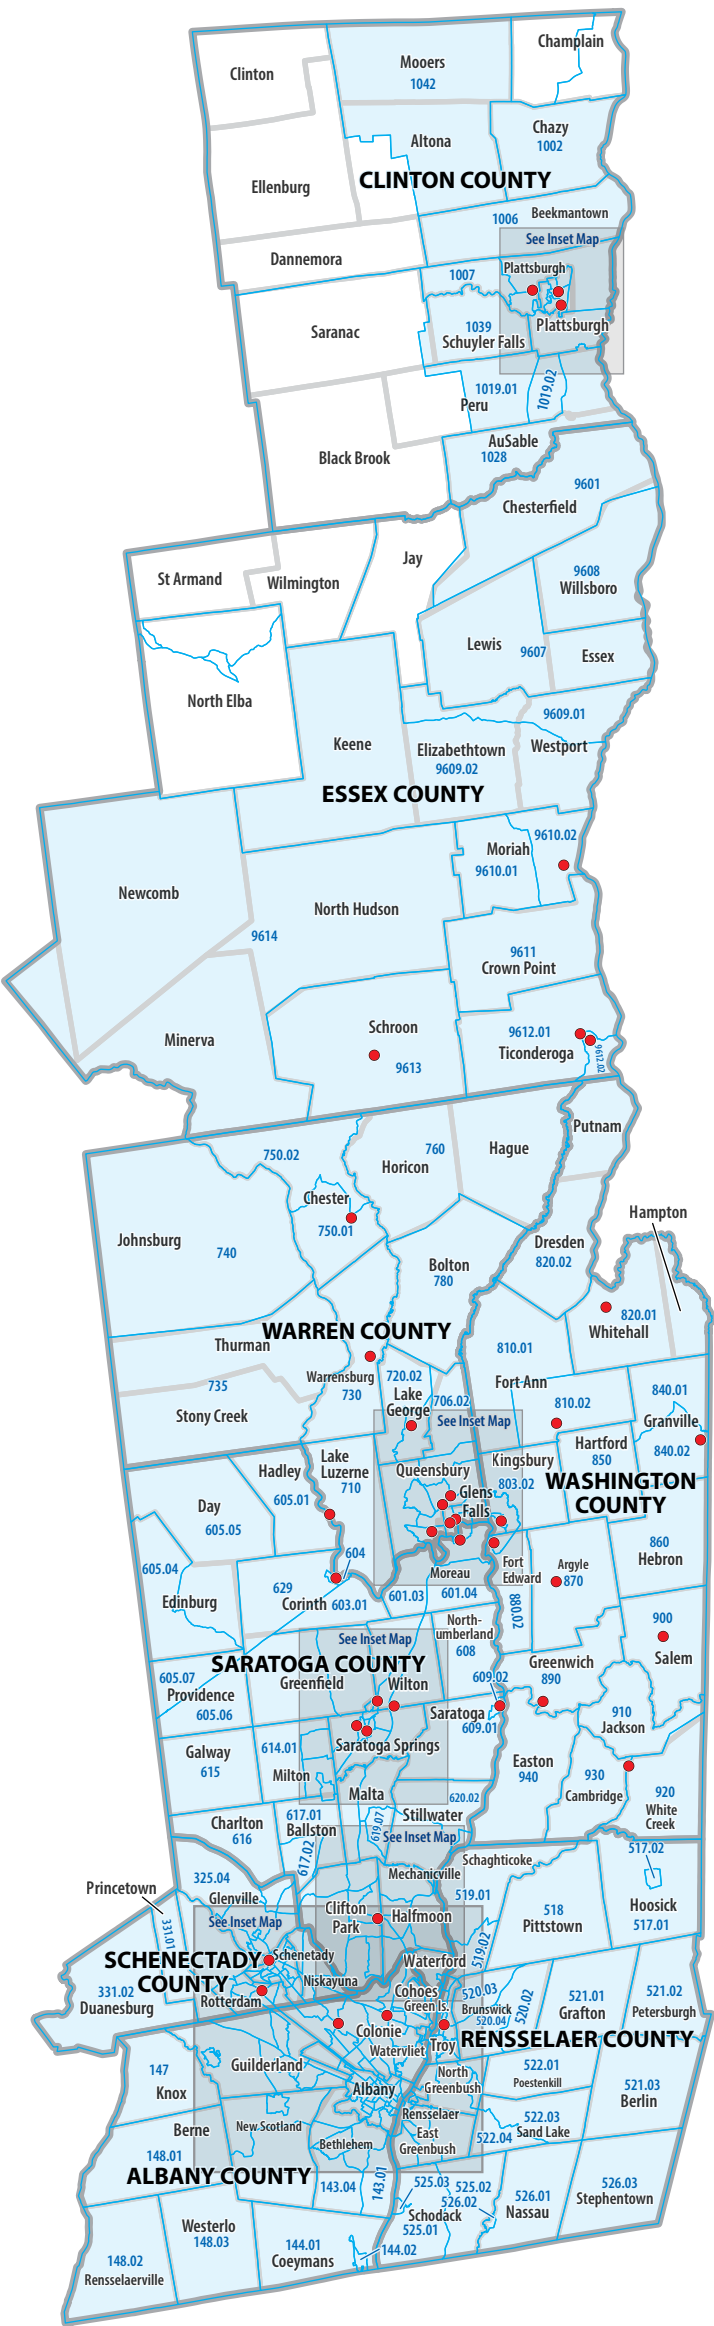 Champlain
Clinton
Mooers
1042
Chazy
1002
Altona
Ellenburg
CLINTON COUNTY
1006
Beekmantown
See Inset Map
Dannemora
Plattsburgh
1007
Saranac
1039
Schuyler Falls
Plattsburgh
1019.01
1019.02
Peru
AuSable
1028
Black Brook
9601
Chesterfield
Jay
St Armand
Wilmington
9608
Willsboro
Lewis
9607
Essex
North Elba
9609.01
Keene
Elizabethtown
9609.02
Westport
ESSEX COUNTY
9610.02
Moriah
9610.01
Newcomb
North Hudson
9614
9611
Crown Point
Schroon
9613
Minerva
9612.01
Ticonderoga
9612.02
Putnam
750.02
760
Horicon
Hague
Chester
750.01
Hampton
Johnsburg
740
Dresden
820.02
Bolton
780
820.01
Whitehall
WARREN COUNTY
Thurman
810.01
735
Warrensburg
730
720.02
Lake
George
706.02
Fort Ann
810.02
840.01
Granville
840.02
Stony Creek
See Inset Map
Hartford
850
Lake
Luzerne
710
Hadley
605.01
Queensbury
Kingsbury
803.02
WASHINGTON
COUNTY
Glens
Falls
Day
605.05
860
Hebron
604
605.04
Edinburg
629
Corinth
603.01
Moreau
601.03
601.04
Fort
Edward
880.02
Argyle
870
North-
umberland
608
900
Salem
See Inset Map
SARATOGA COUNTY
Greenfield
Wilton
605.07
Providence
605.06
609.02
Saratoga
609.01
Greenwich
890
910
Jackson
Galway
615
614.01
Milton
Saratoga Springs
Easton
940
930
Cambridge
920
White
Creek
Malta
620.02
Stillwater
619.07
617.01
Ballston
617.02
Charlton
616
See Inset Map
Schaghticoke
517.02
Mechanicville
325.04
Glenville
Princetown
331.01
519.01
518
Pittstown
Hoosick
517.01
Clifton
Park
Halfmoon
See Inset Map
SCHENECTADY
COUNTY
Schenetady
Niskayuna
Waterford
519.02
331.02
Duanesburg
Rotterdam
Cohoes
Green Is.
520.03
Brunswick
520.04
520.02
521.01
Grafton
521.02
Petersburgh
Colonie
Watervliet
Troy
RENSSELAER COUNTY
Guilderland
147
Knox
North
Greenbush
522.01
Poestenkill
521.03
Berlin
Albany
New Scotland
Rensselaer
East
Greenbush
522.03
Sand Lake
522.04
Berne
148.01
Bethlehem
ALBANY COUNTY
143.04
143.01
525.03
525.02
526.02
Schodack
525.01
526.01
Nassau
526.03
Stephentown
Westerlo
148.03
144.01
Coeymans
144.02
148.02
Rensselaerville